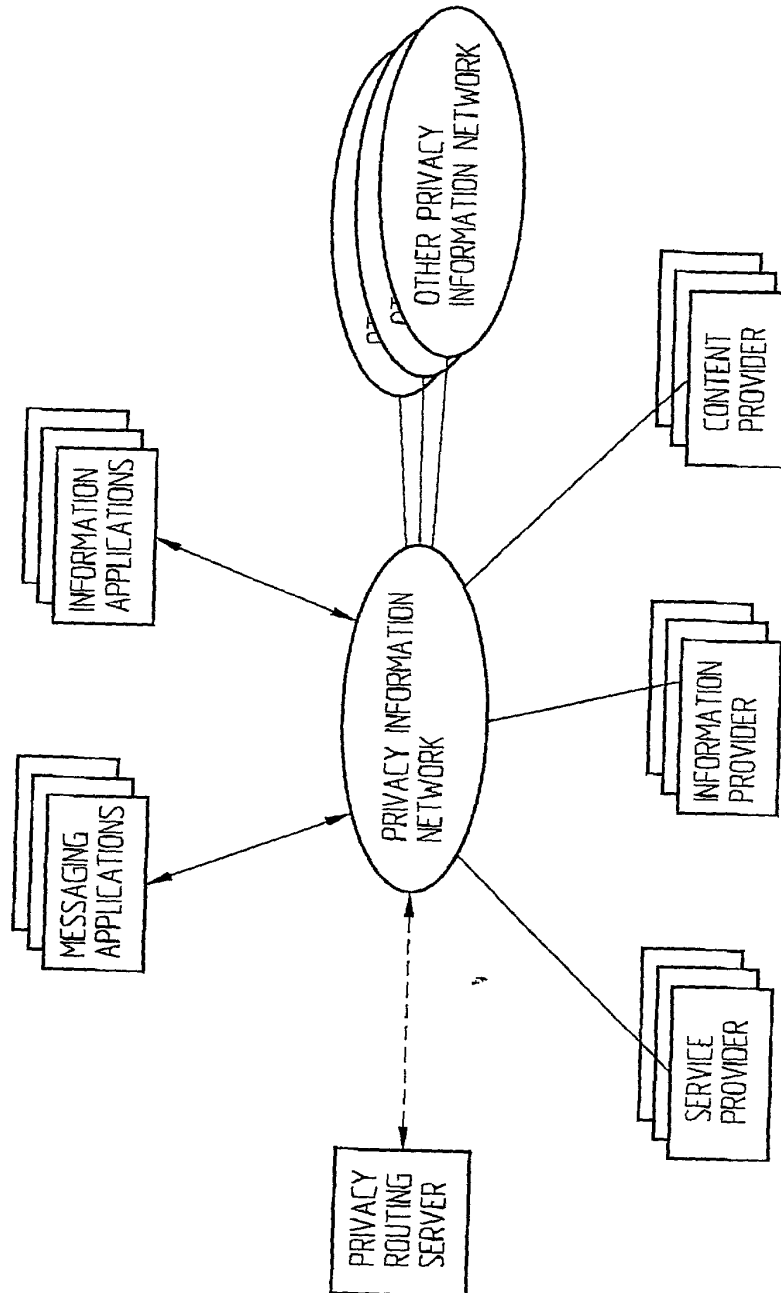 MESSAGING
APPLICATIONS
INFORMATION
APPLICATIONS
PRIVACY
ROUTING
SERVER
PRIVACY INFORMATION
NETWORK
OTHER PRIVACY
INFORMATION NETWORK
SERVICE
PROVIDER
INFORMATION
PROVIDER
CONTENT
PROVIDER